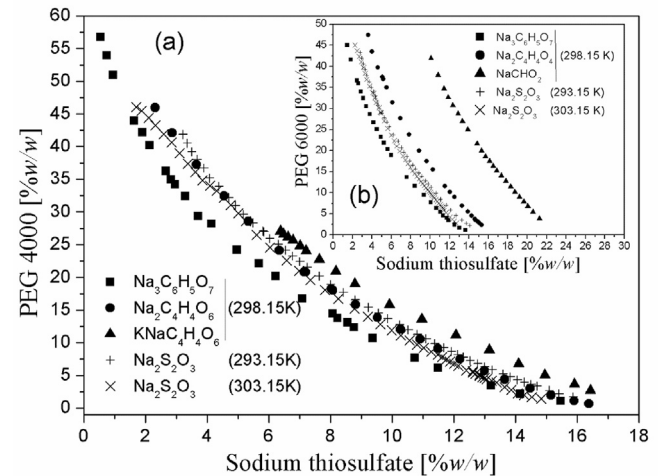 (a)
PEG 4000 [%w/w]
60
55
50
45
40
35
30
25
20
15
10
5
0
0 2 4 6 8 10 12 14 16 18
Sodium thiosulfate [%w/w]
Na₃C₆H₅O₇
Na₂C₄H₄O₆ (298.15K)
KNaC₄H₄O₆
Na₂S₂O₃ (293.15K)
Na₂S₂O₃ (303.15K)
(b)
PEG 6000 [%w/w]
50
45
40
35
30
25
20
15
10
5
0
0 2 4 6 8 10 12 14 16 18 20 22 24 26 28 30
Sodium thiosulfate [%w/w]
Na₃C₆H₅O₇
Na₂C₄H₄O₄ (298.15 K)
NaCHO₂
Na₂S₂O₃ (293.15 K)
Na₂S₂O₃ (303.15 K)